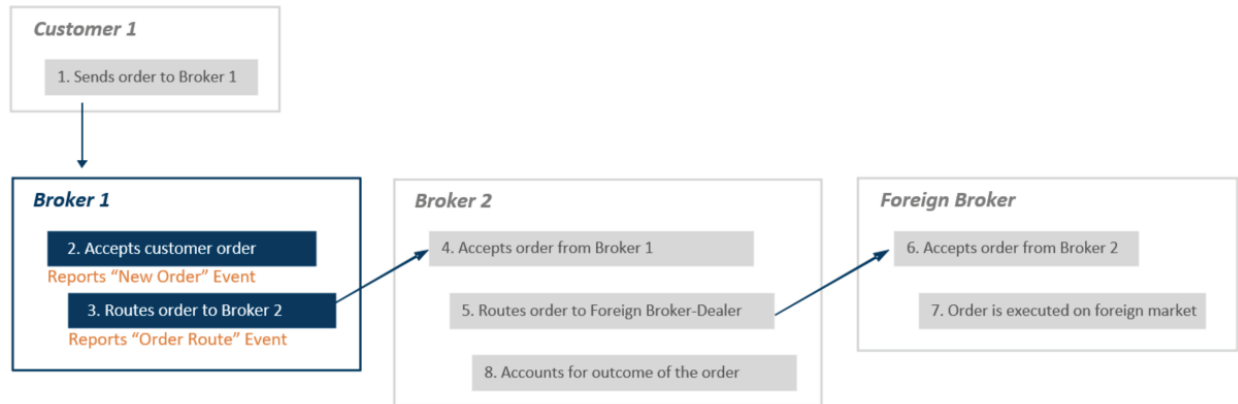 Customer 1
1. Sends order to Broker 1
Broker 1
2. Accepts customer order
Reports “New Order” Event
3. Routes order to Broker 2
Reports “Order Route” Event
Broker 2
4. Accepts order from Broker 1
5. Routes order to Foreign Broker-Dealer
8. Accounts for outcome of the order
Foreign Broker
6. Accepts order from Broker 2
7. Order is executed on foreign market